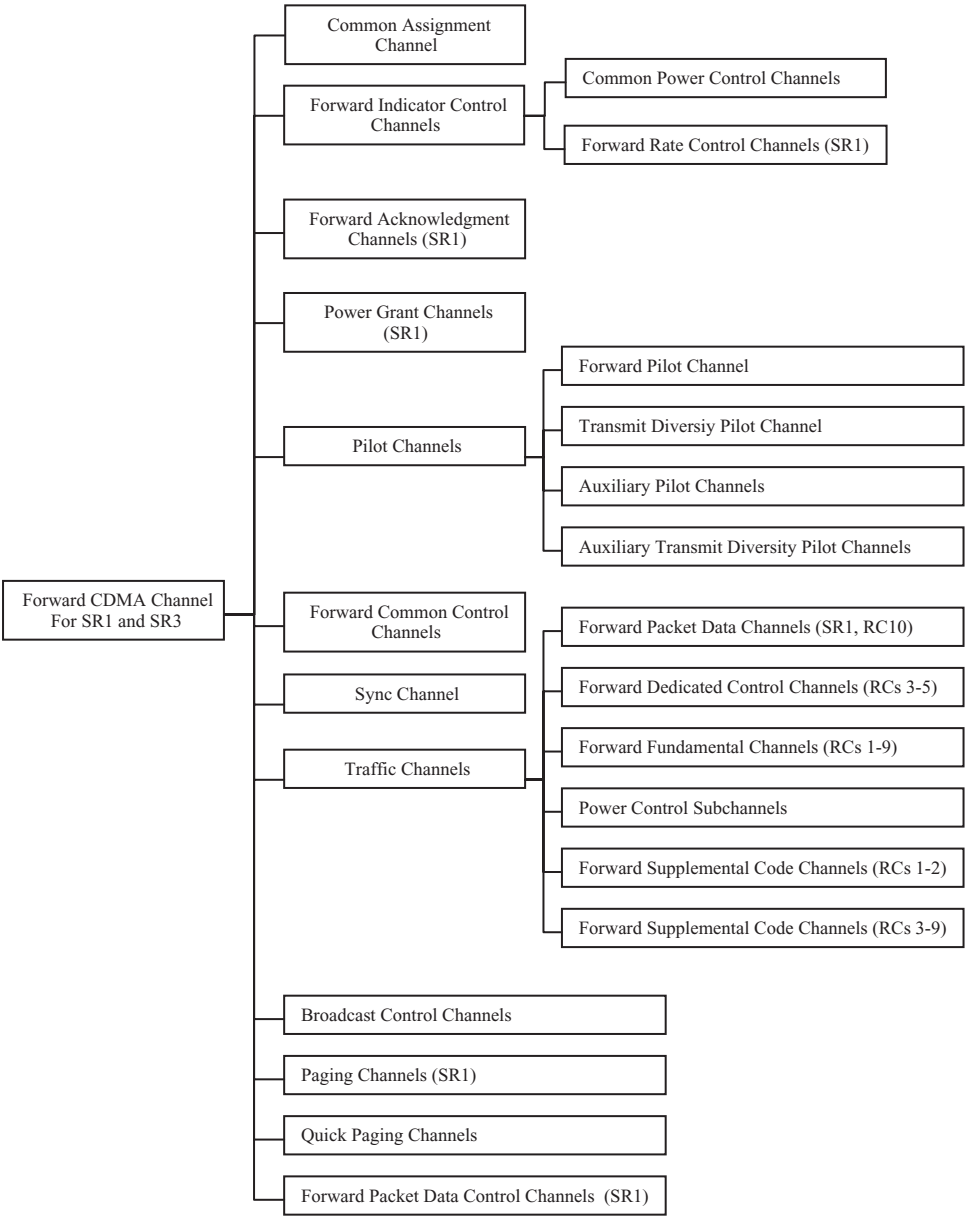 Common Assignment
Channel
Forward Indicator Control
Channels
Common Power Control Channels
Forward Rate Control Channels (SR1)
Forward Acknowledgment
Channels (SR1)
Power Grant Channels
(SR1)
Pilot Channels
Forward Pilot Channel
Transmit Diversiy Pilot Channel
Auxiliary Pilot Channels
Auxiliary Transmit Diversity Pilot Channels
Forward CDMA Channel
For SR1 and SR3
Forward Common Control
Channels
Sync Channel
Traffic Channels
Forward Packet Data Channels (SR1, RC10)
Forward Dedicated Control Channels (RCs 3-5)
Forward Fundamental Channels (RCs 1-9)
Power Control Subchannels
Forward Supplemental Code Channels (RCs 1-2)
Forward Supplemental Code Channels (RCs 3-9)
Broadcast Control Channels
Paging Channels (SR1)
Quick Paging Channels
Forward Packet Data Control Channels (SR1)